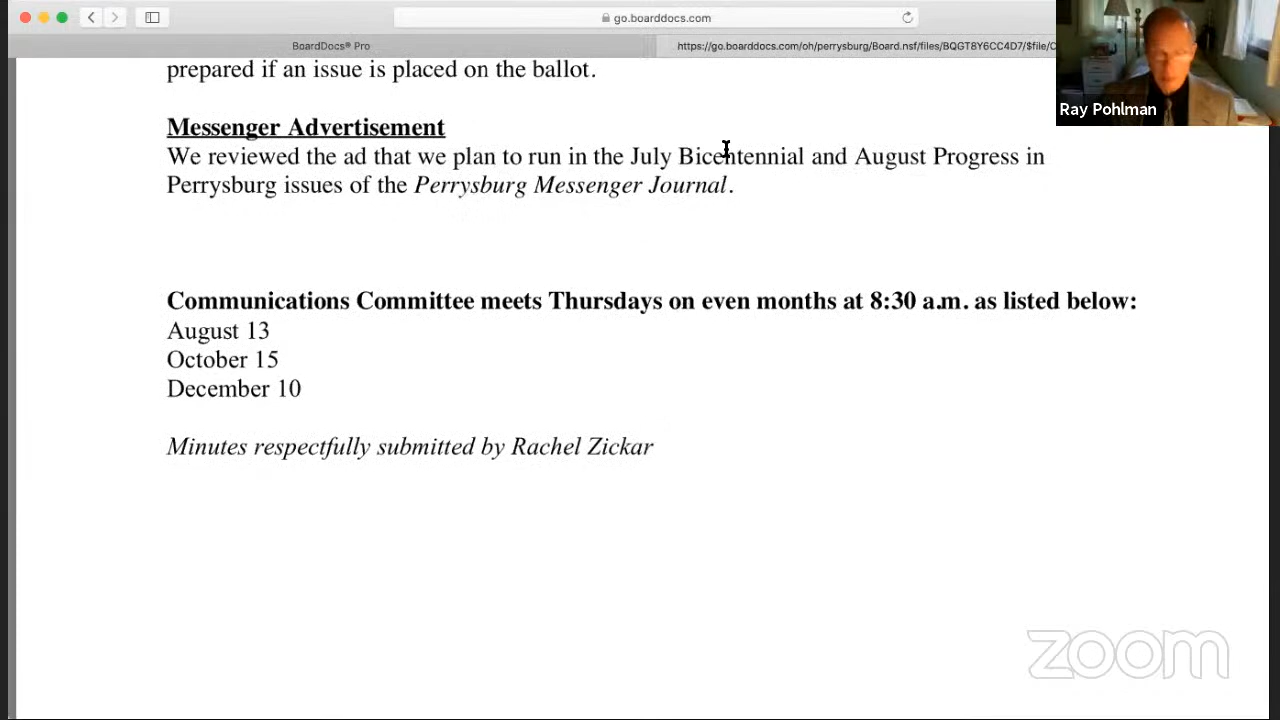 go.boarddocs.com
BoardDocs® Pro
https://go.boarddocs.com/oh/perrysburg/Board.nsf/files/BQGT8Y6CC4D7/$file/C
Ray Pohlman
prepared if an issue is placed on the ballot.
Messenger Advertisement
We reviewed the ad that we plan to run in the July Bicentennial and August Progress in
Perrysburg issues of the Perrysburg Messenger Journal.
Communications Committee meets Thursdays on even months at 8:30 a.m. as listed below:
August 13
October 15
December 10
Minutes respectfully submitted by Rachel Zickar
zoom